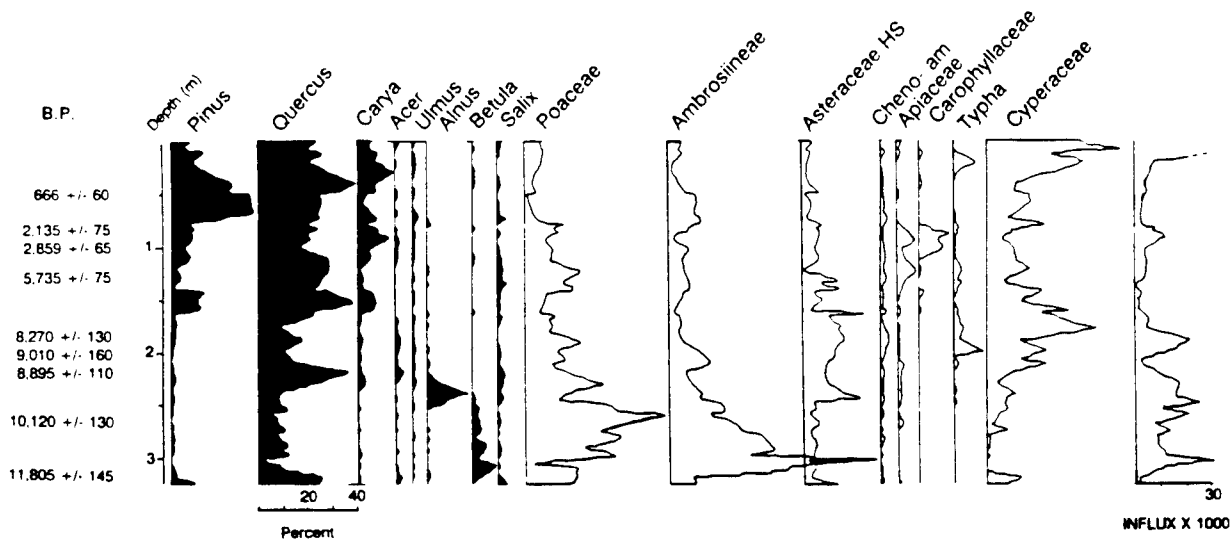 B.P.
Depth (m)
Pinus
Quercus
Carya
Acer
Ulmus
Alnus
Betula
Salix
Poaceae
Ambrosiineae
Asteraceae HS
Cheno- am
Apiaceae
Carophyllaceae
Typha
Cyperaceae
666 +/- 60
2.135 +/- 75
2.859 +/- 65
1
5.735 +/- 75
8.270 +/- 130
9.010 +/- 160
2
8,895 +/- 110
10,120 +/- 130
3
11,805 +/- 145
20
40
30
Percent
INFLUX X 1000